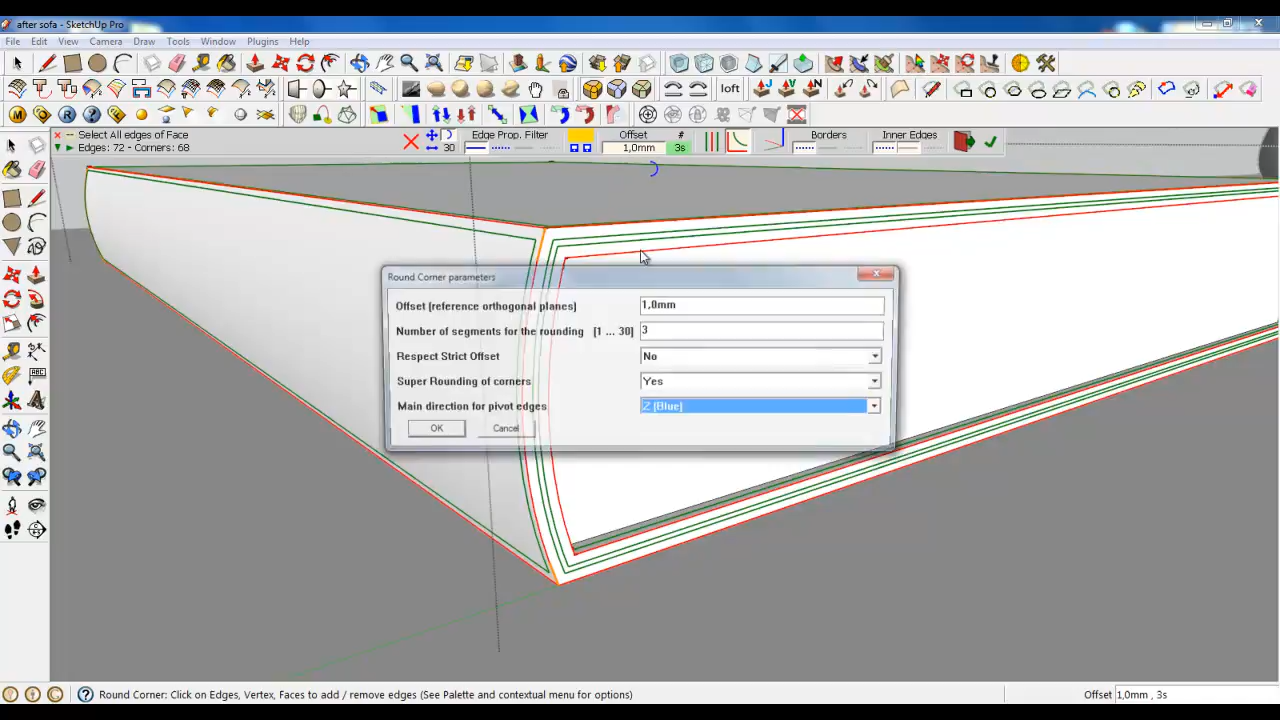 after sofa - SketchUp Pro
File Edit View Camera Draw Tools Window Plugins Help
loft
Select All edges of Face
Edges: 72 - Corners: 68
30
Edge Prop. Filter
Offset
1,0mm
#
3s
Borders
Inner Edges
Round Corner parameters
Offset (reference orthogonal planes) 1,0mm
Number of segments for the rounding [1 ... 30] 3
Respect Strict Offset No
Super Rounding of corners Yes
Main direction for pivot edges Z (Blue)
OK Cancel
Round Corner: Click on Edges, Vertex, Faces to add / remove edges (See Palette and contextual menu for options)
Offset 1,0mm , 3s